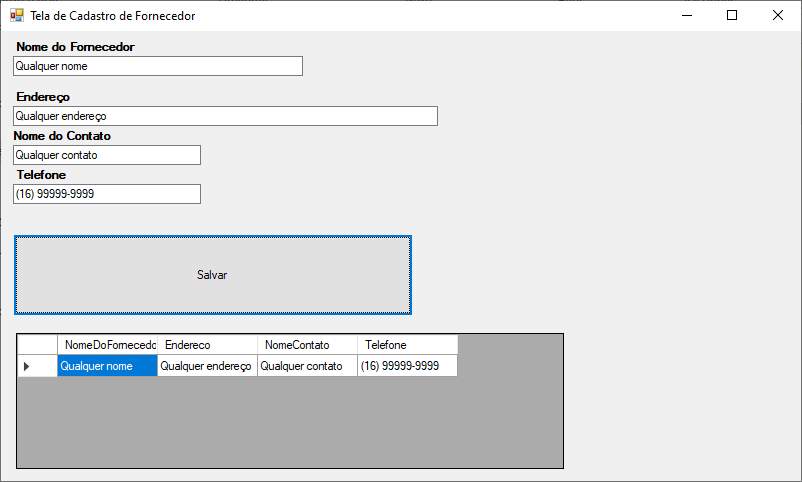 Tela de Cadastro de Fornecedor
Nome do Fornecedor
Qualquer nome
Endereço
Qualquer endereço
Nome do Contato
Qualquer contato
Telefone
(16) 99999-9999
Salvar
NomeDoFornecedo Endereco NomeContato Telefone
Qualquer nome Qualquer endereço Qualquer contato (16) 99999-9999